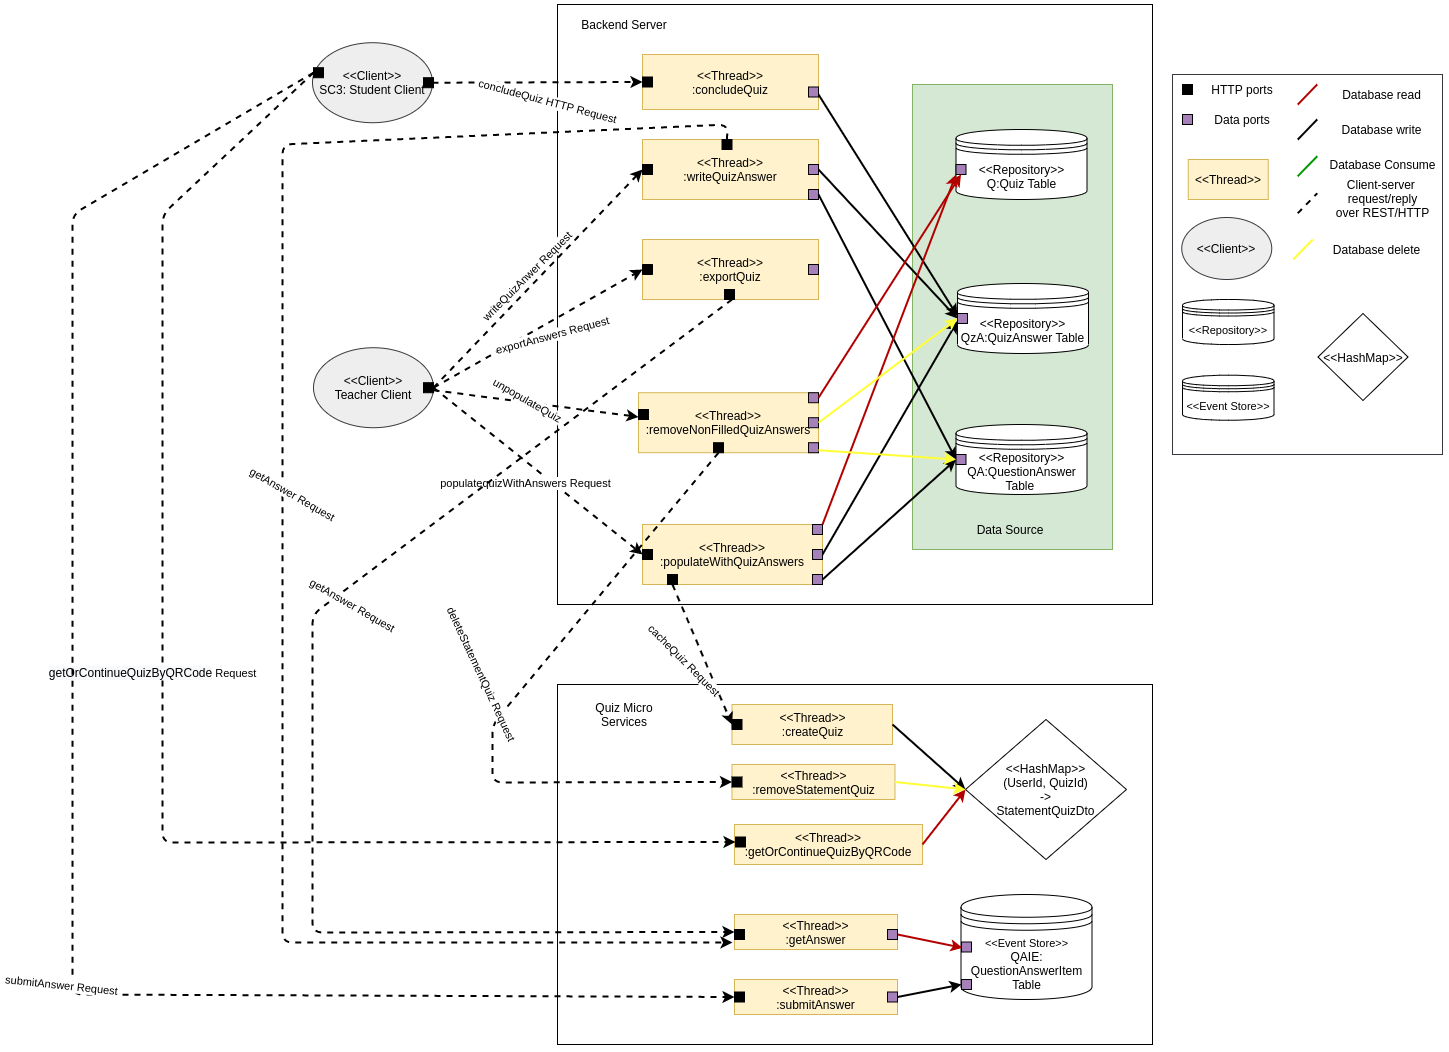 Backend Server
<<Client>>
SC3: Student Client
concludeQuiz HTTP Request
<<Thread>>
:concludeQuiz
<<Thread>>
:writeQuizAnswer
<<Thread>>
:exportQuiz
<<Client>>
Teacher Client
writeQuizAnwer Request
exportAnswers Request
unpopulateQuiz
populatequizWithAnswers Request
<<Thread>>
:removeNonFilledQuizAnswers
<<Thread>>
:populateWithQuizAnswers
<<Repository>>
Q:Quiz Table
<<Repository>>
QzA:QuizAnswer Table
<<Repository>>
QA:QuestionAnswer
Table
Data Source
HTTP ports
Data ports
<<Thread>>
<<Client>>
<<Repository>>
<<Event Store>>
Database read
Database write
Database Consume
Client-server
request/reply
over REST/HTTP
Database delete
<<HashMap>>
getAnswer Request
getAnswer Request
deleteStatementQuiz Request
cacheQuiz Request
getOrContinueQuizByQRCode Request
submitAnswer Request
Quiz Micro
Services
<<Thread>>
:createQuiz
<<Thread>>
:removeStatementQuiz
<<Thread>>
:getOrContinueQuizByQRCode
<<HashMap>>
(UserId, QuizId)
->
StatementQuizDto
<<Thread>>
:getAnswer
<<Thread>>
:submitAnswer
<<Event Store>>
QAIE:
QuestionAnswerItem
Table